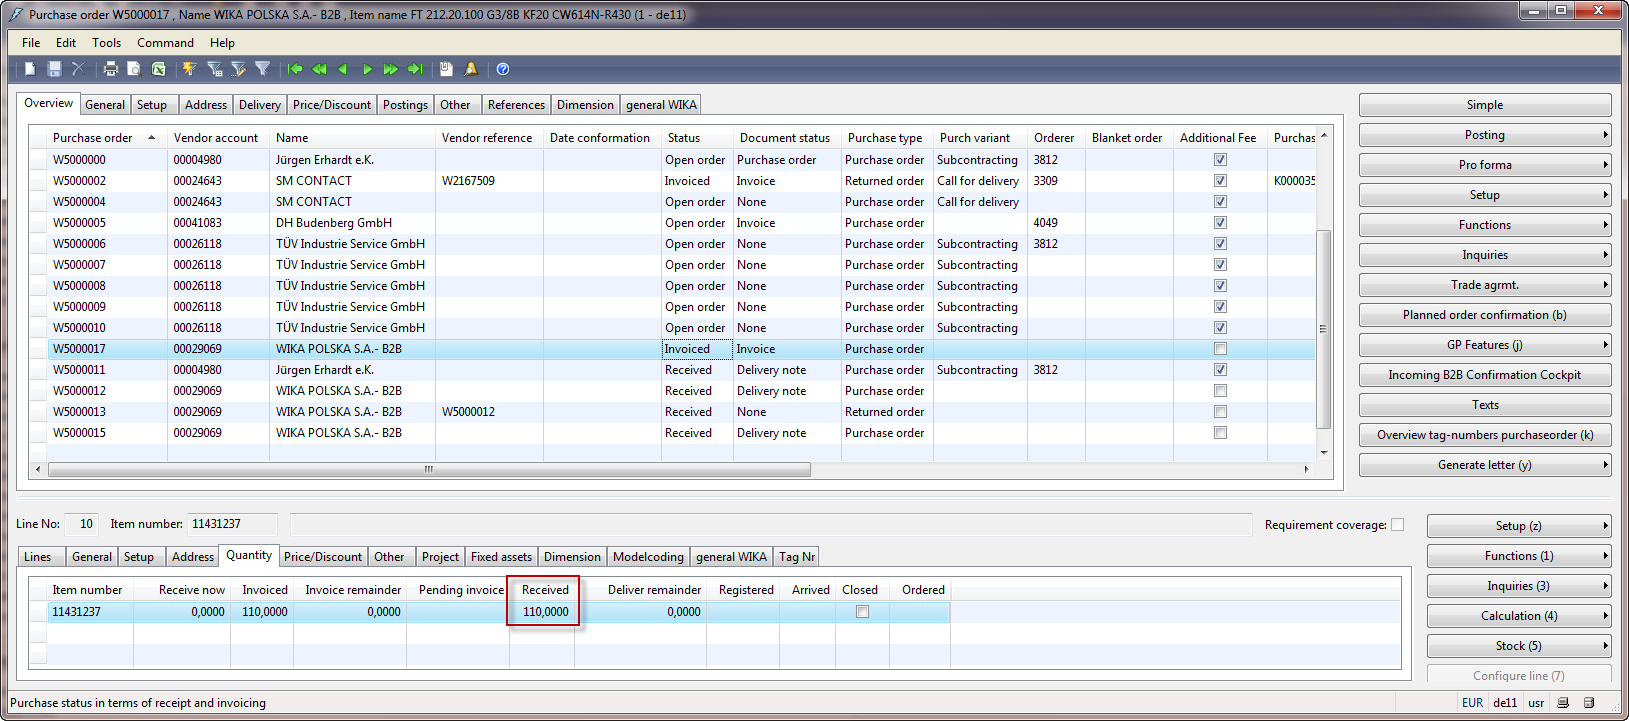 Purchase order W5000017 , Name WIKA POLSKA S.A.- B2B , Item name FT 212.20.100 G3/8B KF20 CW614N-R430 (1 - de11)
File Edit Tools Command Help
Overview General Setup Address Delivery Price/Discount Postings Other References Dimension general WIKA
Purchase order Vendor account Name Vendor reference Date conformation Status Document status Purchase type Purch variant Orderer Blanket order Additional Fee Purchas
W5000000 00004980 Jürgen Erhardt e.K. Open order Purchase order Purchase order Subcontracting 3812
W5000002 00024643 SM CONTACT W2167509 Invoiced Invoice Returned order Call for delivery 3309 K000035
W5000004 00024643 SM CONTACT Open order None Purchase order Call for delivery
W5000005 00041083 DH Budenberg GmbH Open order Invoice Purchase order 4049
W5000006 00026118 TÜV Industrie Service GmbH Open order None Purchase order Subcontracting 3812
W5000007 00026118 TÜV Industrie Service GmbH Open order None Purchase order Subcontracting
W5000008 00026118 TÜV Industrie Service GmbH Open order None Purchase order Subcontracting
W5000009 00026118 TÜV Industrie Service GmbH Open order None Purchase order Subcontracting
W5000010 00026118 TÜV Industrie Service GmbH Open order None Purchase order Subcontracting
W5000017 00029069 WIKA POLSKA S.A.- B2B Invoiced Invoice Purchase order
W5000011 00004980 Jürgen Erhardt e.K. Received Delivery note Purchase order Subcontracting 3812
W5000012 00029069 WIKA POLSKA S.A.- B2B Received Delivery note Purchase order
W5000013 00029069 WIKA POLSKA S.A.- B2B W5000012 Received None Returned order
W5000015 00029069 WIKA POLSKA S.A.- B2B Received Delivery note Purchase order
Simple
Posting
Pro forma
Setup
Functions
Inquiries
Trade agrmt.
Planned order confirmation (b)
GP Features (j)
Incoming B2B Confirmation Cockpit
Texts
Overview tag-numbers purchaseorder (k)
Generate letter (y)
Line No: 10 Item number: 11431237 Requirement coverage:
Lines General Setup Address Quantity Price/Discount Other Project Fixed assets Dimension Modelcoding general WIKA Tag Nr
Item number Receive now Invoiced Invoice remainder Pending invoice Received Deliver remainder Registered Arrived Closed Ordered
11431237 0,0000 110,0000 0,0000 110,0000 0,0000
Setup (z)
Functions (1)
Inquiries (3)
Calculation (4)
Stock (5)
Configure line (7)
Purchase status in terms of receipt and invoicing EUR de11 usr